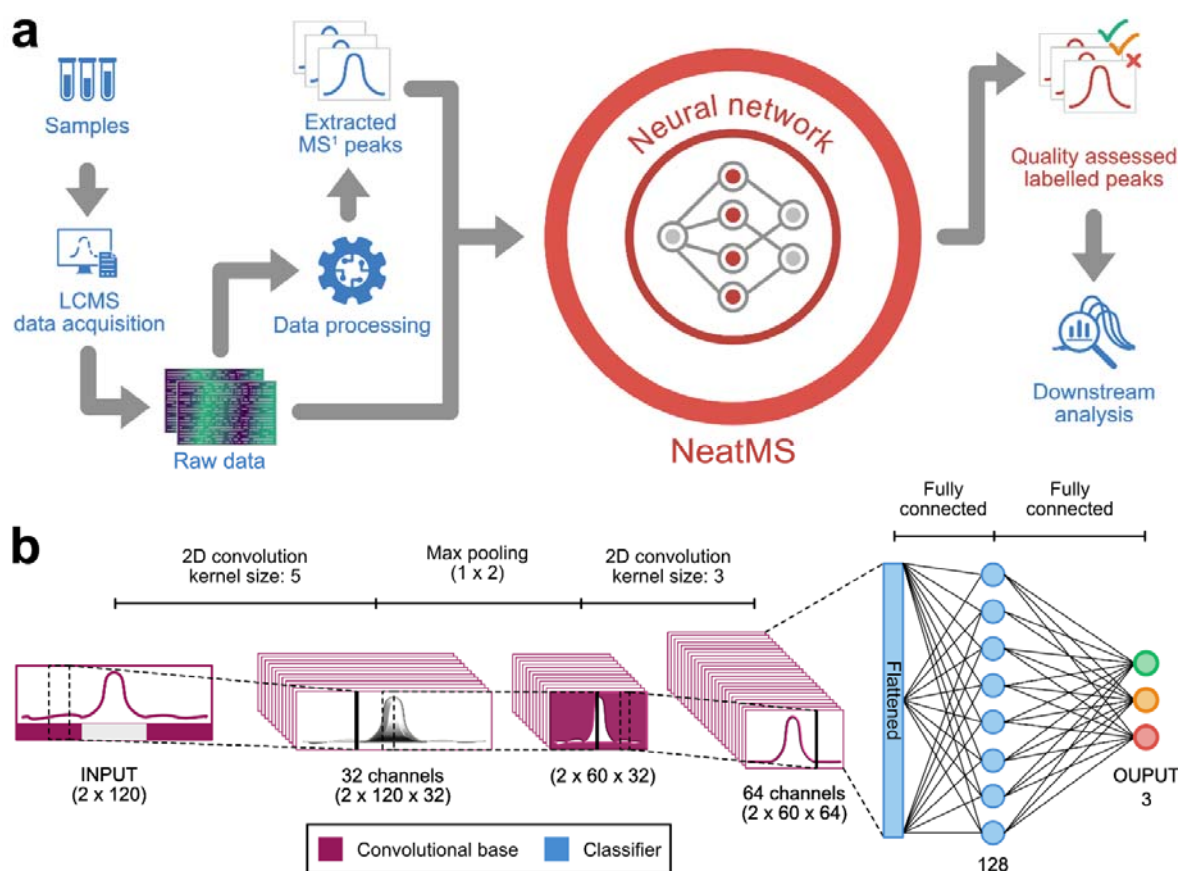 a
Samples
LCMS
data acquisition
Raw data
Data processing
Extracted
MS¹ peaks
Neural network
NeatMS
Quality assessed
labelled peaks
Downstream
analysis
b
2D convolution
kernel size: 5
Max pooling
(1 x 2)
2D convolution
kernel size: 3
Fully
connected
Fully
connected
INPUT
(2 x 120)
32 channels
(2 x 120 x 32)
(2 x 60 x 32)
64 channels
(2 x 60 x 64)
Flattened
128
OUPUT
3
Convolutional base
Classifier